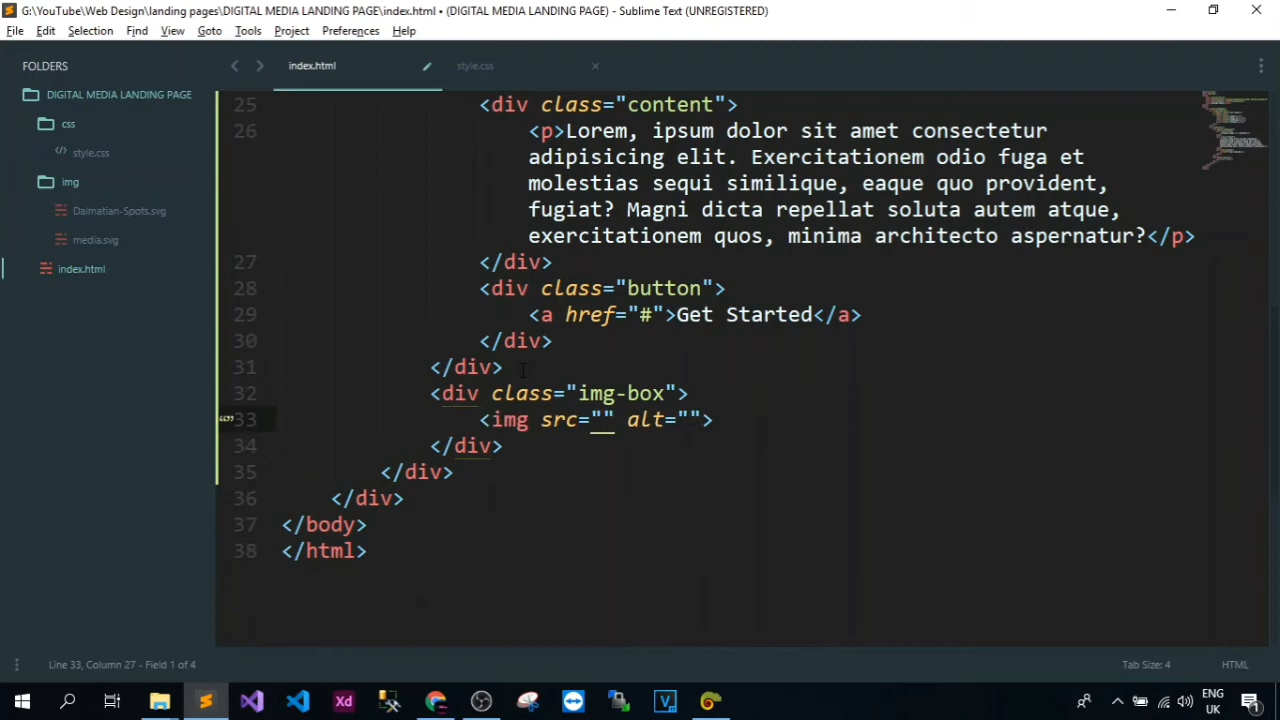 G:\YouTube\Web Design\landing pages\DIGITAL MEDIA LANDING PAGE\index.html • (DIGITAL MEDIA LANDING PAGE) - Sublime Text (UNREGISTERED)
File Edit Selection Find View Goto Tools Project Preferences Help
FOLDERS
DIGITAL MEDIA LANDING PAGE
css
style.css
img
Dalmatian-Spots.svg
media.svg
index.html
index.html style.css
25 <div class="content">
26 <p>Lorem, ipsum dolor sit amet consectetur
adipisicing elit. Exercitationem odio fuga et
molestias sequi similique, eaque quo provident,
fugiat? Magni dicta repellat soluta autem atque,
exercitationem quos, minima architecto aspernatur?</p>
27 </div>
28 <div class="button">
29 <a href="#">Get Started</a>
30 </div>
31 </div>
32 <div class="img-box">
33 <img src="" alt="">
34 </div>
35 </div>
36 </div>
37 </body>
38 </html>
Line 33, Column 27 - Field 1 of 4 Tab Size: 4 HTML
Xd
V
ENG
UK
1